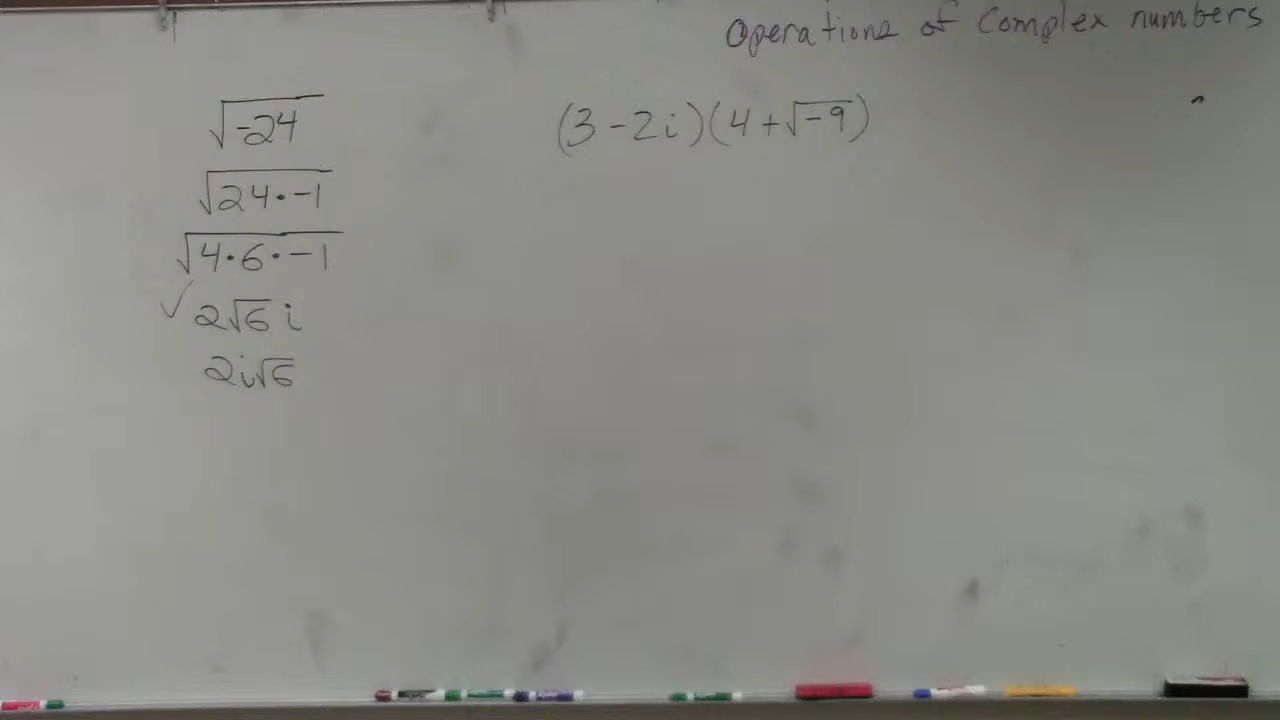 Operations of Complex numbers
√-24
√24·-1
√4·6·-1
✓ 2√6 i
2i√6
(3-2i)(4+√-9)